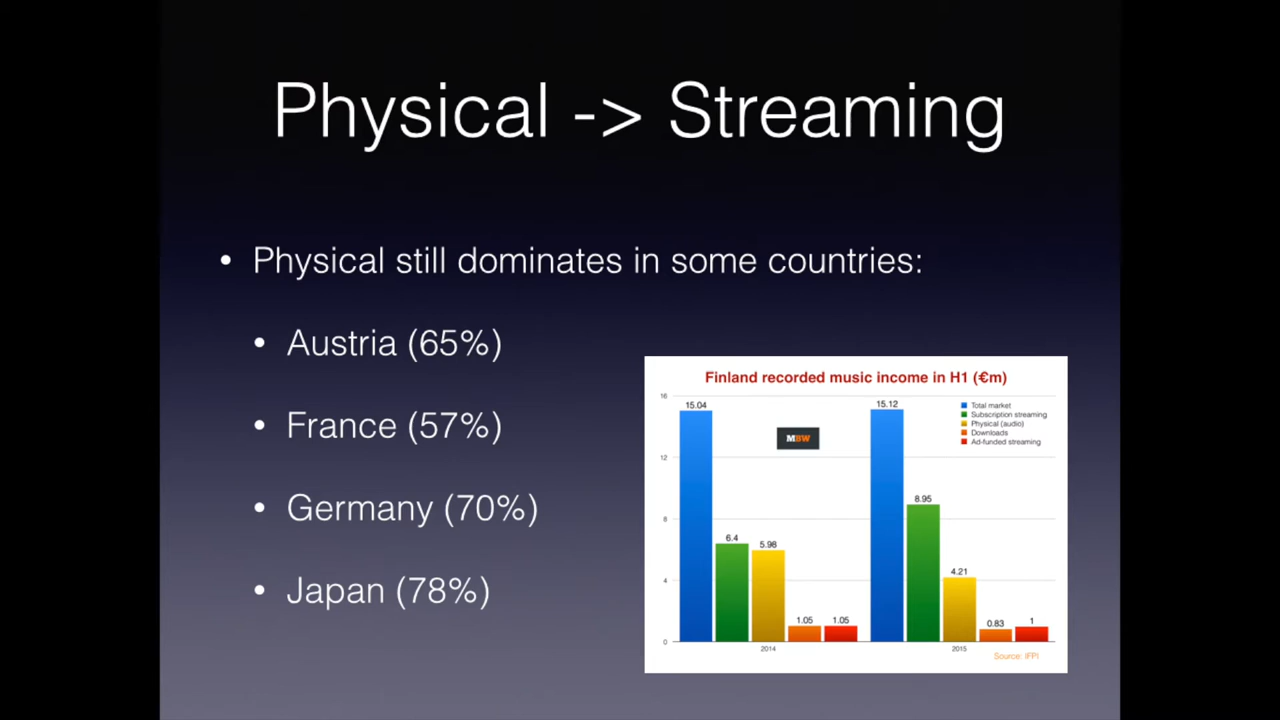 Physical -> Streaming
• Physical still dominates in some countries:
• Austria (65%)
• France (57%)
• Germany (70%)
• Japan (78%)
Finland recorded music income in H1 (€m)
16
12
8
4
0
15.04
6.4
5.98
1.05
1.05
2014
15.12
8.95
4.21
0.83
1
2015
MBW
Total market
Subscription streaming
Physical (audio)
Downloads
Ad-funded streaming
Source: IFPI